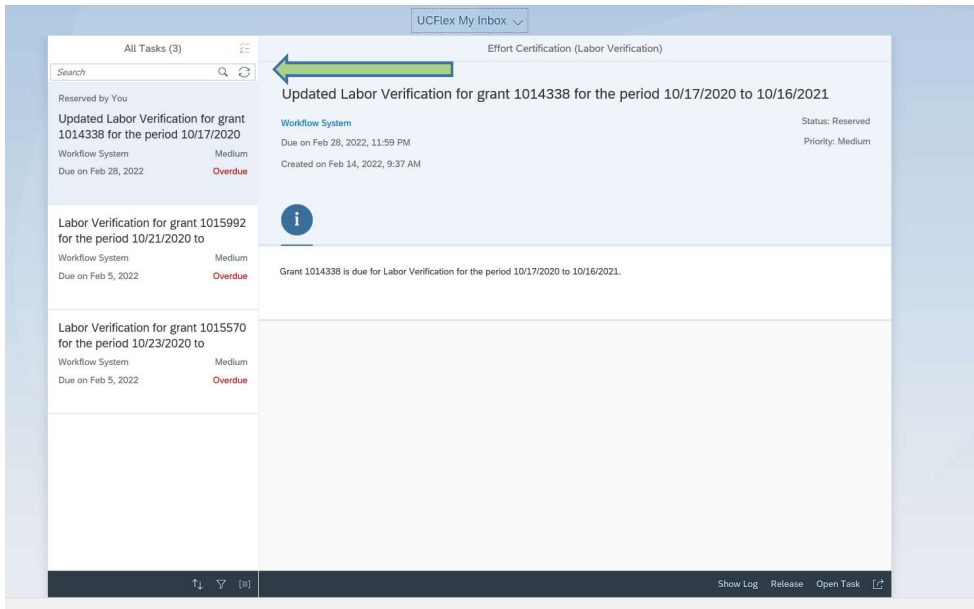 UCFlex My Inbox
All Tasks (3)
Search
Reserved by You
Updated Labor Verification for grant
1014338 for the period 10/17/2020
Workflow System Medium
Due on Feb 28, 2022 Overdue
Labor Verification for grant 1015992
for the period 10/21/2020 to
Workflow System Medium
Due on Feb 5, 2022 Overdue
Labor Verification for grant 1015570
for the period 10/23/2020 to
Workflow System Medium
Due on Feb 5, 2022 Overdue
Effort Certification (Labor Verification)
Updated Labor Verification for grant 1014338 for the period 10/17/2020 to 10/16/2021
Workflow System Status: Reserved
Due on Feb 28, 2022, 11:59 PM Priority: Medium
Created on Feb 14, 2022, 9:37 AM
i
Grant 1014338 is due for Labor Verification for the period 10/17/2020 to 10/16/2021.
Show Log Release Open Task